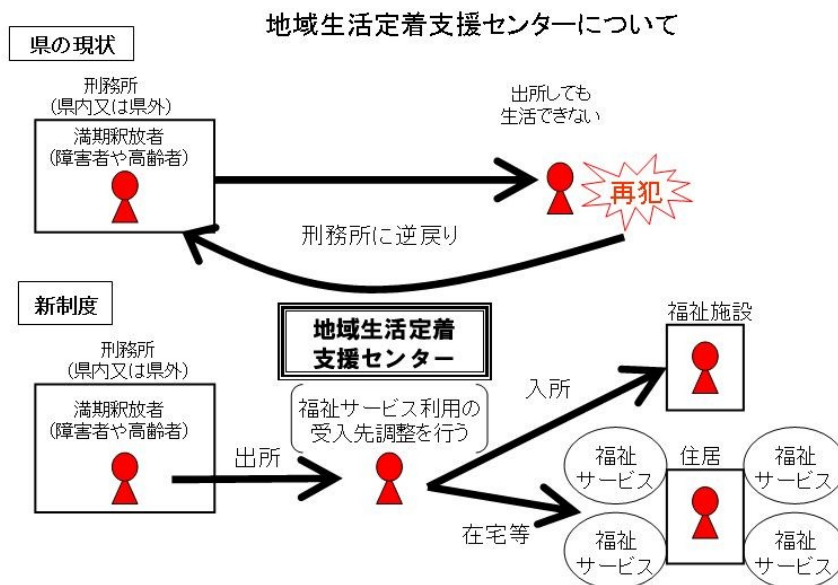 地域生活定着支援センターについて
県の現状
刑務所
(県内又は県外)
満期釈放者
(障害者や高齢者)
出所しても
生活できない
再犯
刑務所に逆戻り
新制度
刑務所
(県内又は県外)
満期釈放者
(障害者や高齢者)
出所
地域生活定着
支援センター
福祉サービス利用の
受入先調整を行う
入所
福祉施設
在宅等
住居
福祉
サービス
福祉
サービス
福祉
サービス
福祉
サービス